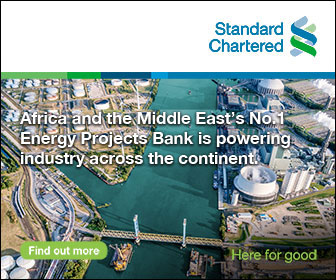 Standard
Chartered
Africa and the Middle East's No.1
Energy Projects Bank is powering
industry across the continent.
Find out more
Here for good